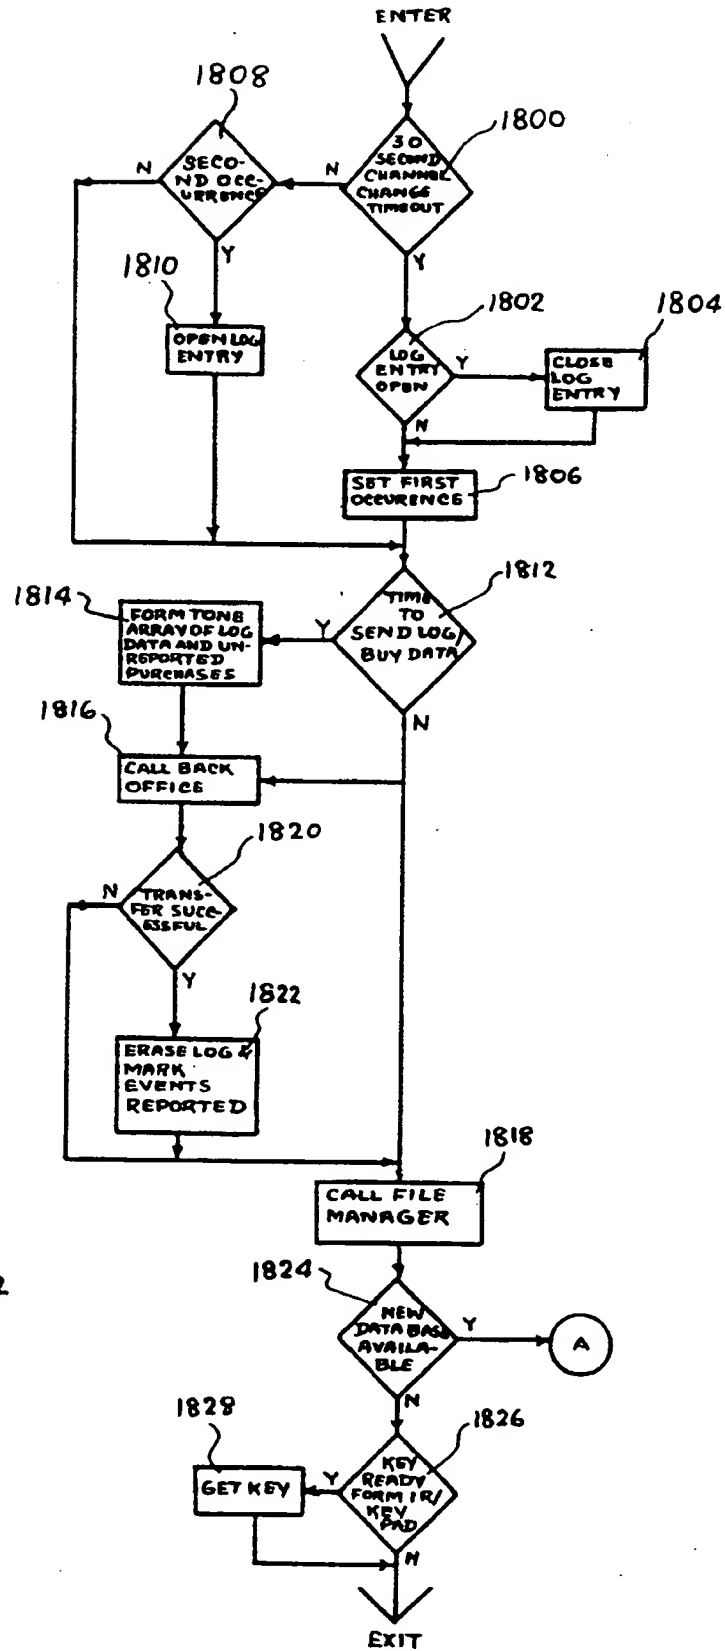 ENTER
1808
1800
30
SECOND
CHANNEL
CHANGE
TIMEOUT
N
SECO-
ND OCC-
URRENCE
N
Y
Y
1810
OPEN LOG
ENTRY
1802
LOG
ENTRY
OPEN
Y
N
1804
CLOSE
LOG
ENTRY
SET FIRST
OCCURENCE
1806
1812
TIME
TO
SEND LOG/
BUY DATA
Y
N
1814
FORM TONE
ARRAY OF LOG
DATA AND UN-
REPORTED
PURCHASES
1816
CALL BACK
OFFICE
1820
TRANS-
FER SUCC-
ESSFUL
N
Y
1822
ERASE LOG &
MARK
EVENTS
REPORTED
1818
CALL FILE
MANAGER
2
1824
NEW
DATA BASE
AVAILA-
BLE
Y
A
N
1828
GET KEY
Y
1826
KEY
READY
FORM IR/
KEY
PAD
N
EXIT